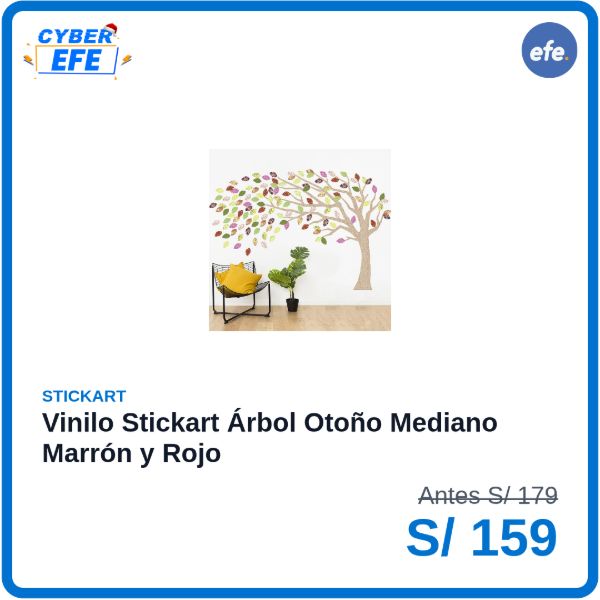 CYBER
EFE
efe.
STICKART
Vinilo Stickart Árbol Otoño Mediano
Marrón y Rojo
Antes S/ 179
S/ 159